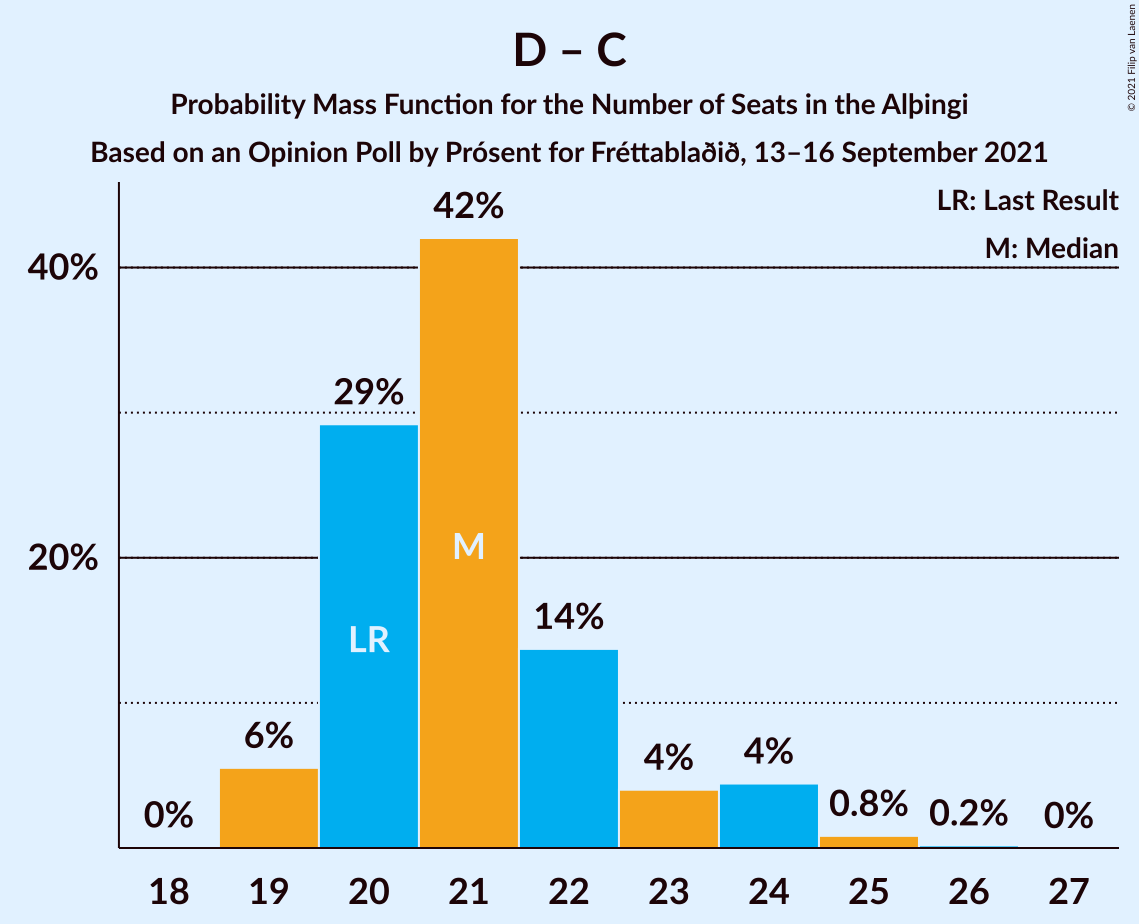 D – C
Probability Mass Function for the Number of Seats in the Alþingi
Based on an Opinion Poll by Prósent for Fréttablaðið, 13–16 September 2021
© 2021 Filip van Laenen
LR: Last Result
M: Median
42%
40%
29%
20%
M
14%
LR
6%
4%
4%
0%
0.8%
0.2%
0%
18 19 20 21 22 23 24 25 26 27